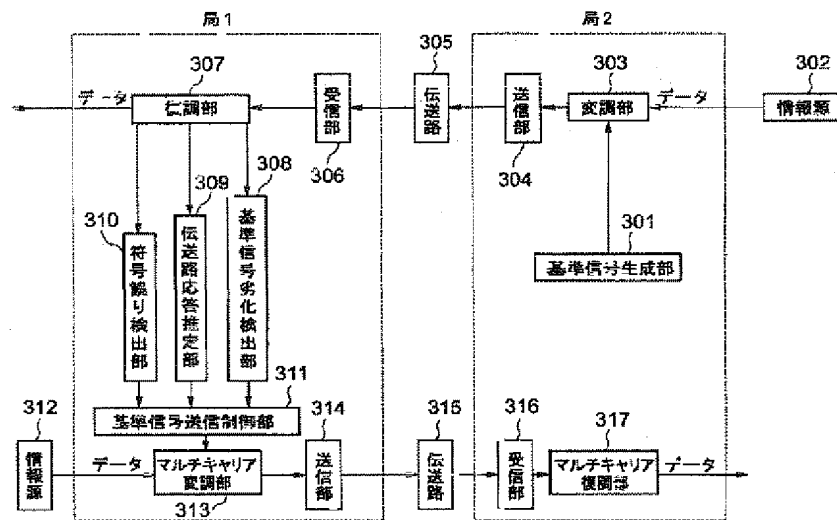 局1
局2
307
305
303
302
データ
復調部
受信部
伝送路
送信部
変調部
データ
情報源
306
304
308
309
310
301
符号誤り検出部
伝送路応答推定部
基準信号劣化検出部
基準信号生成部
311
312
基準信号送信制御部
314
315
316
317
情報源
データ
マルチキャリア
変調部
送信部
伝送路
受信部
マルチキャリア
復調部
データ
313